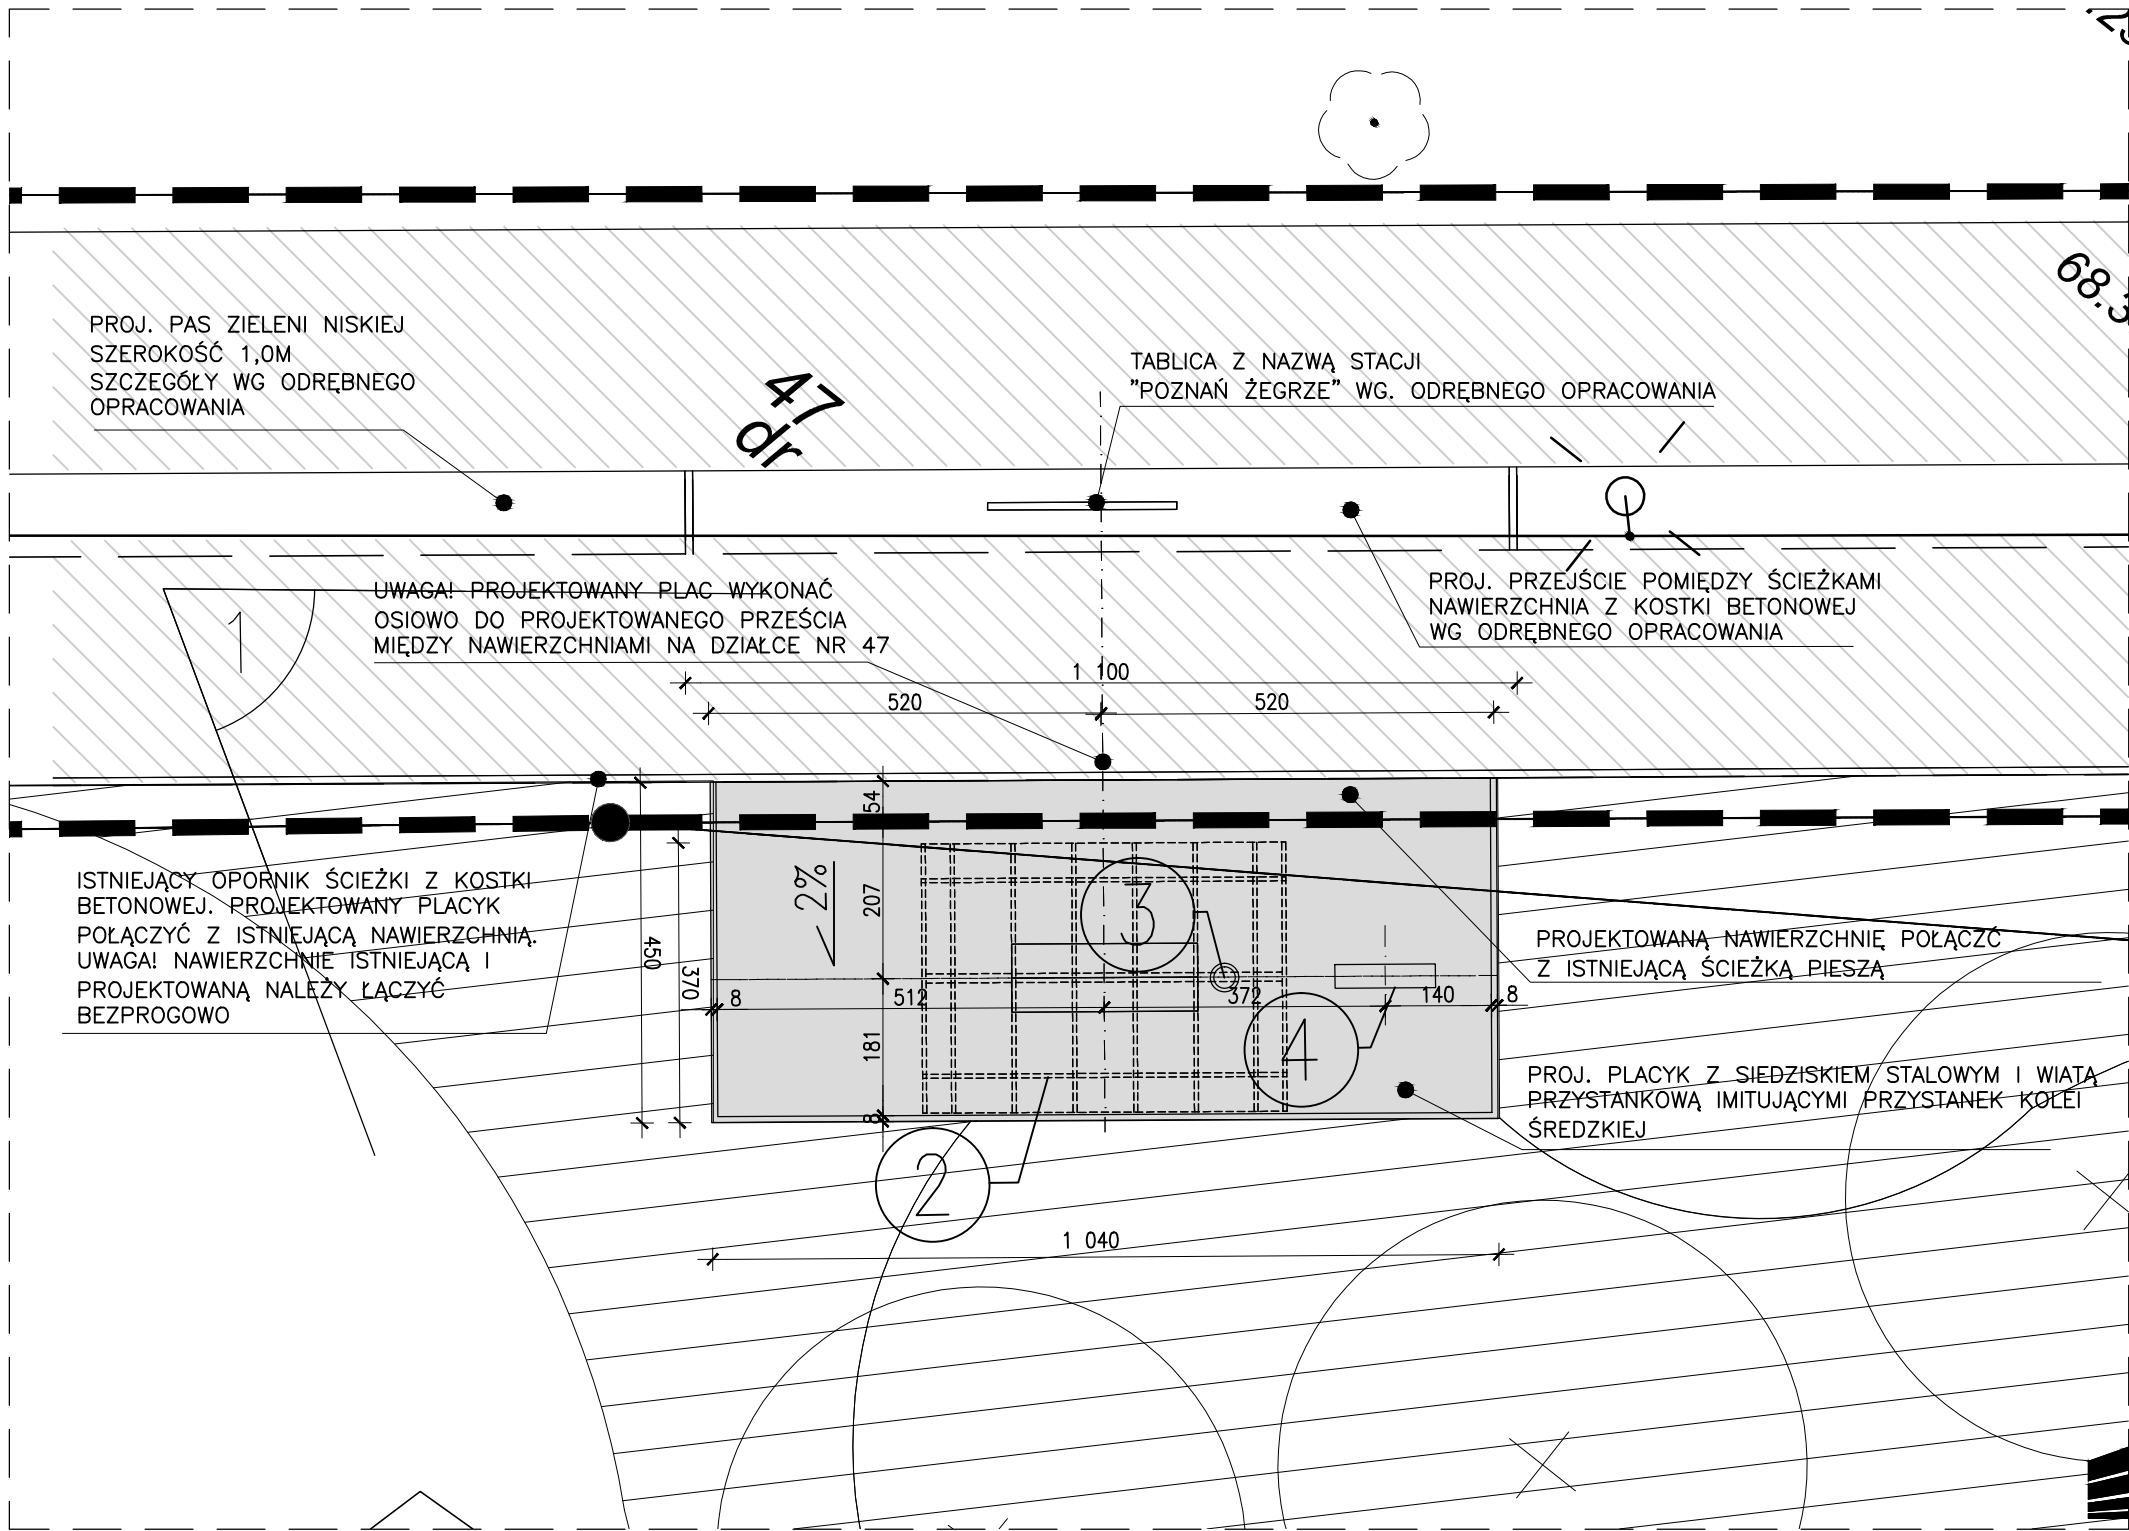 68.3
PROJ. PAS ZIELENI NISKIEJ
SZEROKOŚĆ 1,0M
SZCZEGÓŁY WG ODRĘBNEGO
OPRACOWANIA
47
dr
TABLICA Z NAZWĄ STACJI
"POZNAŃ ŻEGRZE" WG. ODRĘBNEGO OPRACOWANIA
1
UWAGA! PROJEKTOWANY PLAC WYKONAĆ
OSIOWO DO PROJEKTOWANEGO PRZEŚCIA
MIĘDZY NAWIERZCHNIAMI NA DZIAŁCE NR 47
PROJ. PRZEJŚCIE POMIĘDZY ŚCIEŻKAMI
NAWIERZCHNIA Z KOSTKI BETONOWEJ
WG ODRĘBNEGO OPRACOWANIA
1 100
520
520
54
2%
207
3
450
370
ISTNIEJĄCY OPORNIK ŚCIEŻKI Z KOSTKI
BETONOWEJ. PROJEKTOWANY PLACYK
POŁĄCZYĆ Z ISTNIEJĄCĄ NAWIERZCHNIĄ.
UWAGA! NAWIERZCHNIE ISTNIEJĄCĄ I
PROJEKTOWANĄ NALEŻY ŁĄCZYĆ
BEZPROGOWO
PROJEKTOWANĄ NAWIERZCHNIĘ POŁĄCZĆ
Z ISTNIEJĄCĄ ŚCIEŻKĄ PIESZĄ
8
512
372
140
8
181
4
8
PROJ. PLACYK Z SIEDZISKIEM STALOWYM I WIATĄ
PRZYSTANKOWĄ IMITUJĄCYMI PRZYSTANEK KOLEI
ŚREDZKIEJ
2
1 040